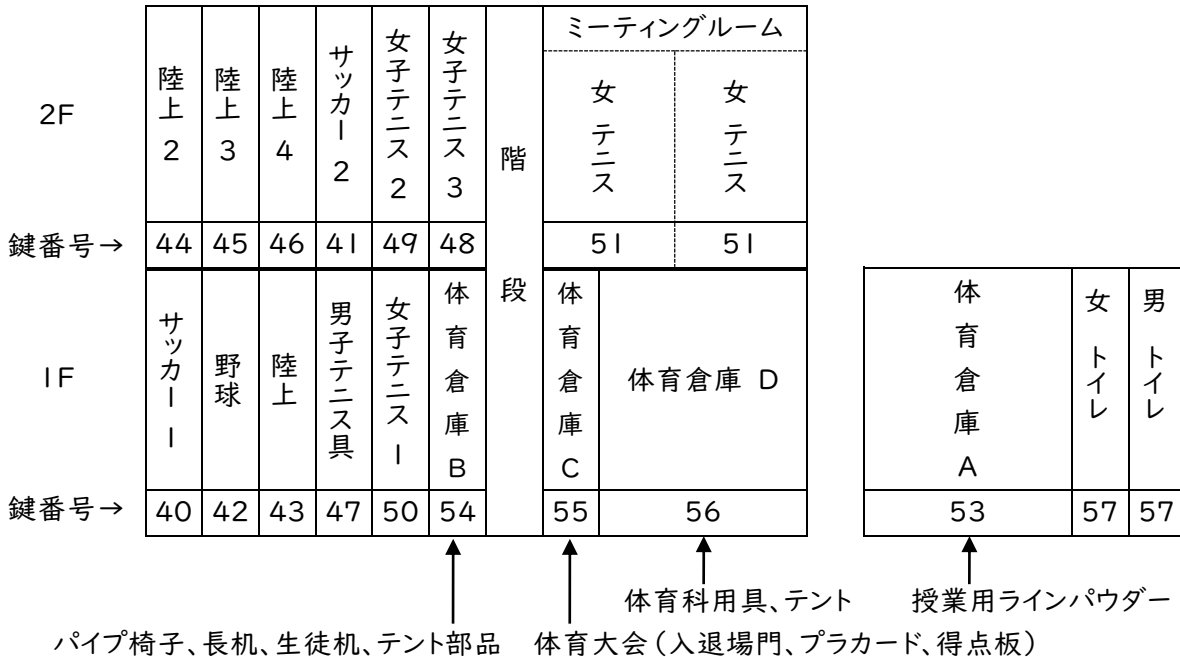 ミーティングルーム
2F
陸上2
陸上3
陸上4
サッカー2
女子テニス2
女子テニス3
階段
女テニス
女テニス
鍵番号→
44
45
46
41
49
48
51
51
1F
サッカー1
野球
陸上
男子テニス具
女子テニス1
体育倉庫B
体育倉庫C
体育倉庫 D
体育倉庫A
女トイレ
男トイレ
鍵番号→
40
42
43
47
50
54
55
56
53
57
57
体育科用具、テント
授業用ラインパウダー
パイプ椅子、長机、生徒机、テント部品
体育大会(入退場門、プラカード、得点板)